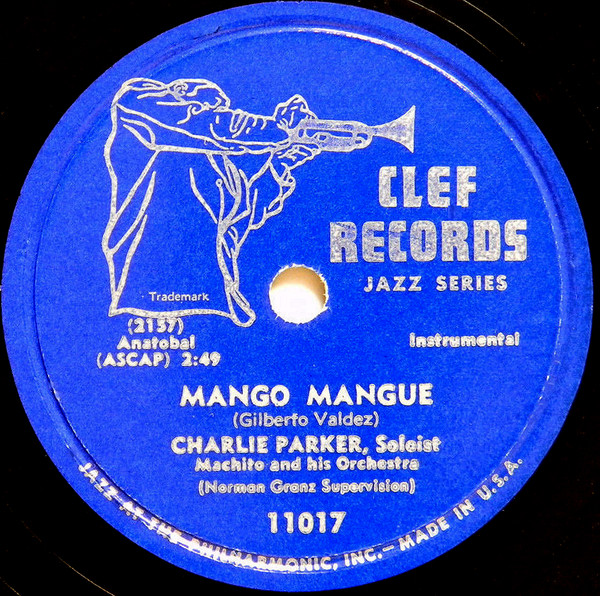 CLEF
RECORDS
JAZZ SERIES
Trademark
(2157)
Anatobal
(ASCAP) 2:49
Instrumental
MANGO MANGUE
(Gilberto Valdez)
CHARLIE PARKER, Soloist
Machito and his Orchestra
(Norman Granz Supervision)
11017
JAZZ AT THE PHILHARMONIC, INC.—MADE IN U.S.A.